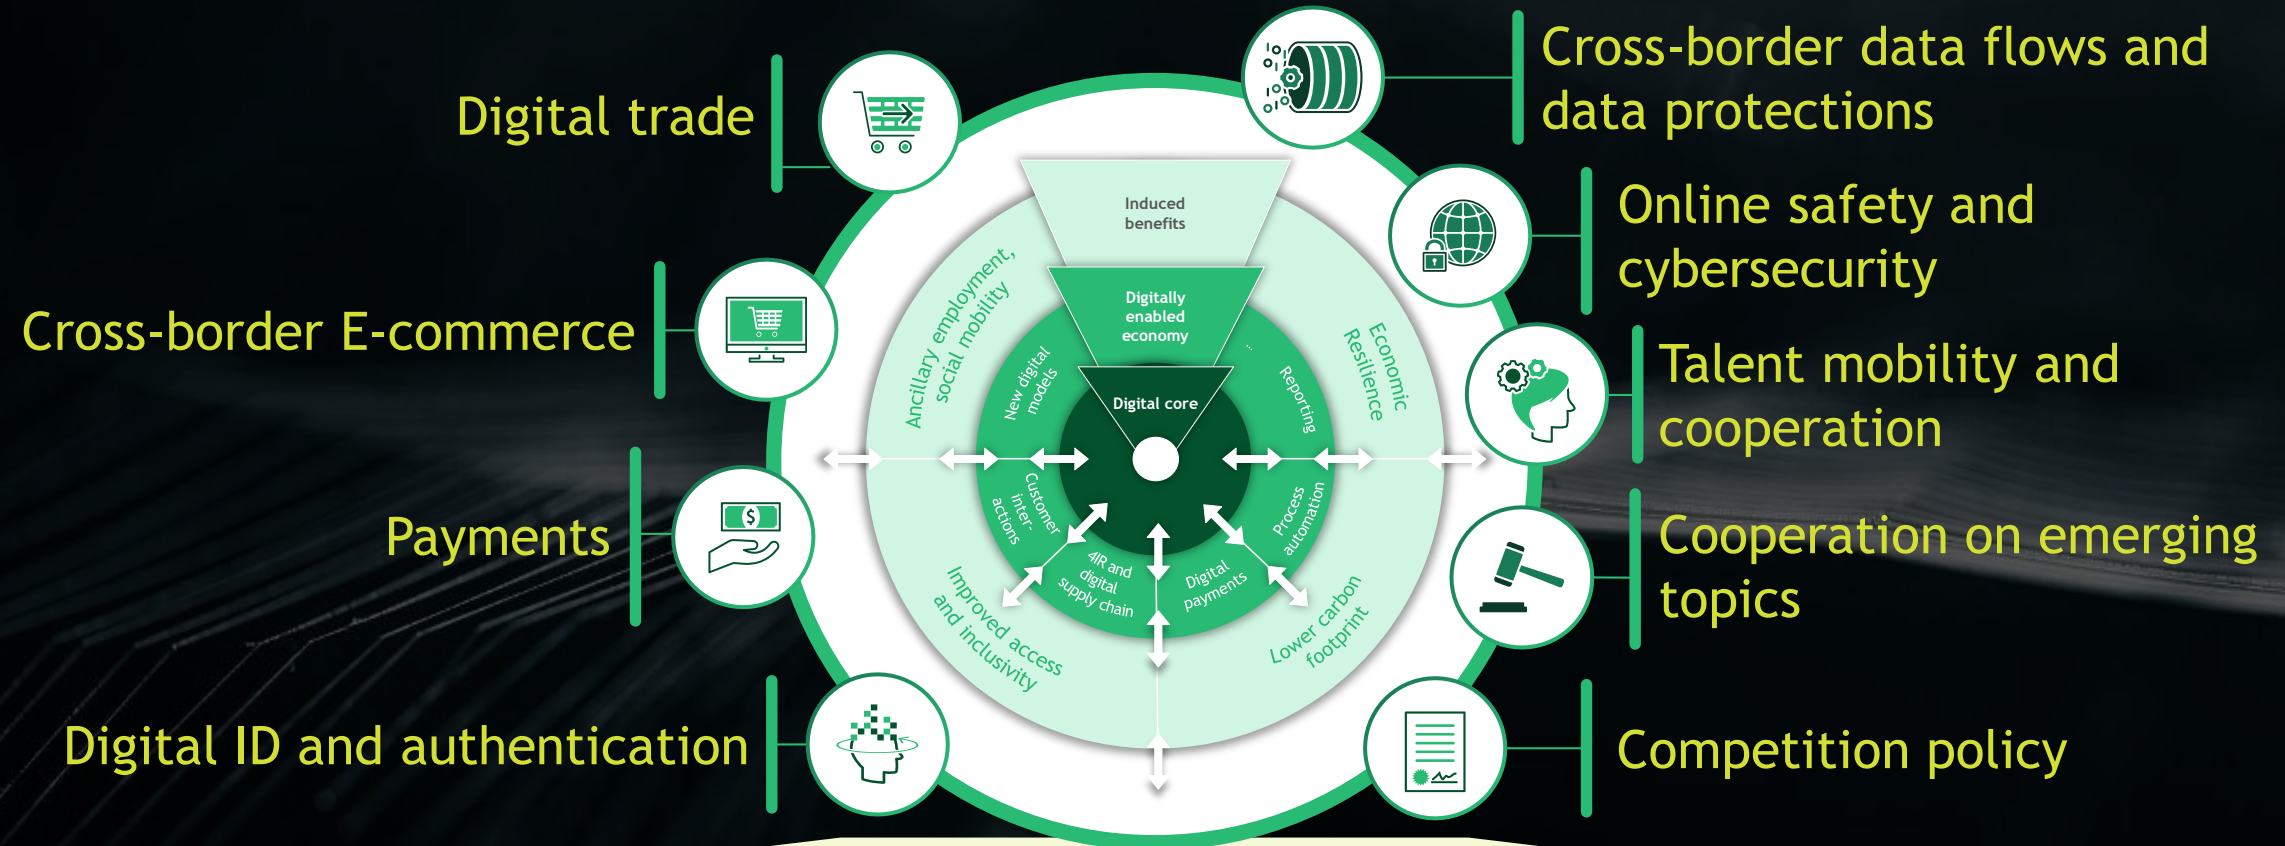 Digital trade
Cross-border E-commerce
Payments
Digital ID and authentication
Cross-border data flows and
data protections
Online safety and
cybersecurity
Talent mobility and
cooperation
Cooperation on emerging
topics
Competition policy
Induced
benefits
Digitally
enabled
economy
Digital core
Ancillary employment,
social mobility
Economic
Resilience
Improved access
and inclusivity
Lower carbon
footprint
New digital
models
...
Reporting
Customer
inter-
actions
Process
automation
4IR and
digital
supply chain
Digital
payments
$